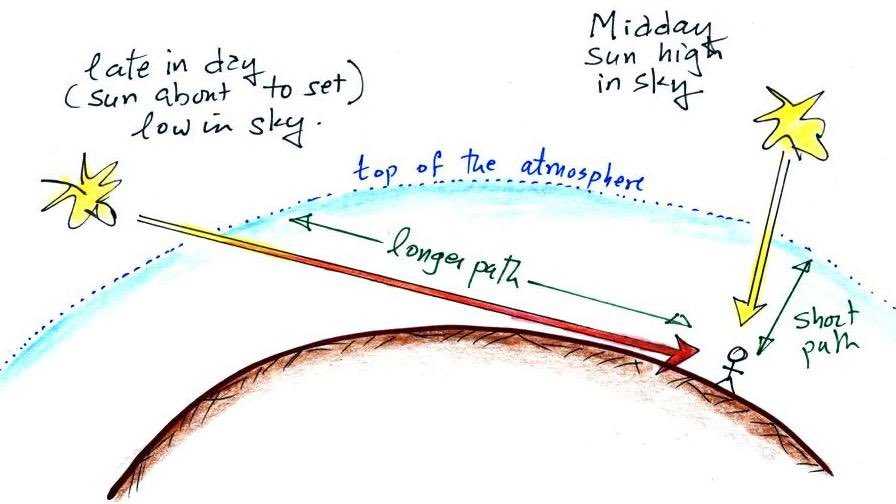 late in day
(sun about to set)
low in sky.
Midday
sun high
in sky
top of the atmosphere
longer path
short
path